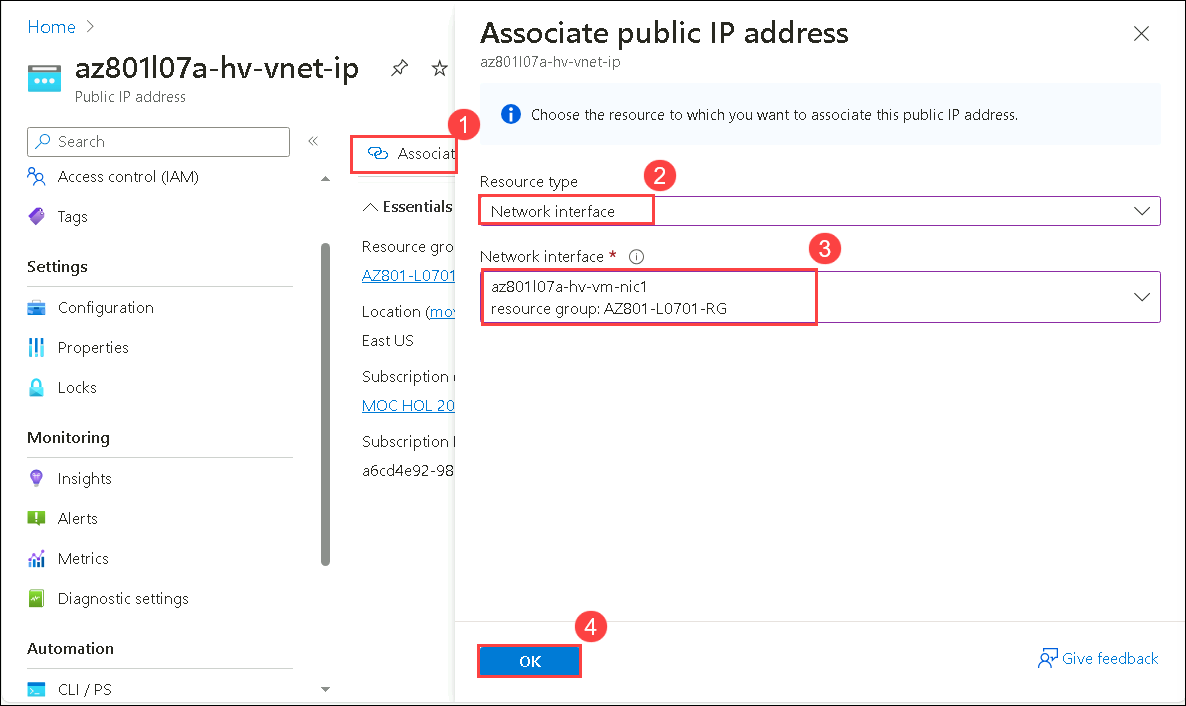 Home
az801l07a-hv-vnet-ip
Public IP address
Search
Access control (IAM)
Tags
Settings
Configuration
Properties
Locks
Monitoring
Insights
Alerts
Metrics
Diagnostic settings
Automation
CLI / PS
1
Associat
Essentials
Resource gro
AZ801-L0701
Location (mov
East US
Subscription
MOC HOL 20
Subscription
a6cd4e92-98
Associate public IP address
az801l07a-hv-vnet-ip
Choose the resource to which you want to associate this public IP address.
2
Resource type
Network interface
3
Network interface *
az801l07a-hv-vm-nic1
resource group: AZ801-L0701-RG
4
OK
Give feedback